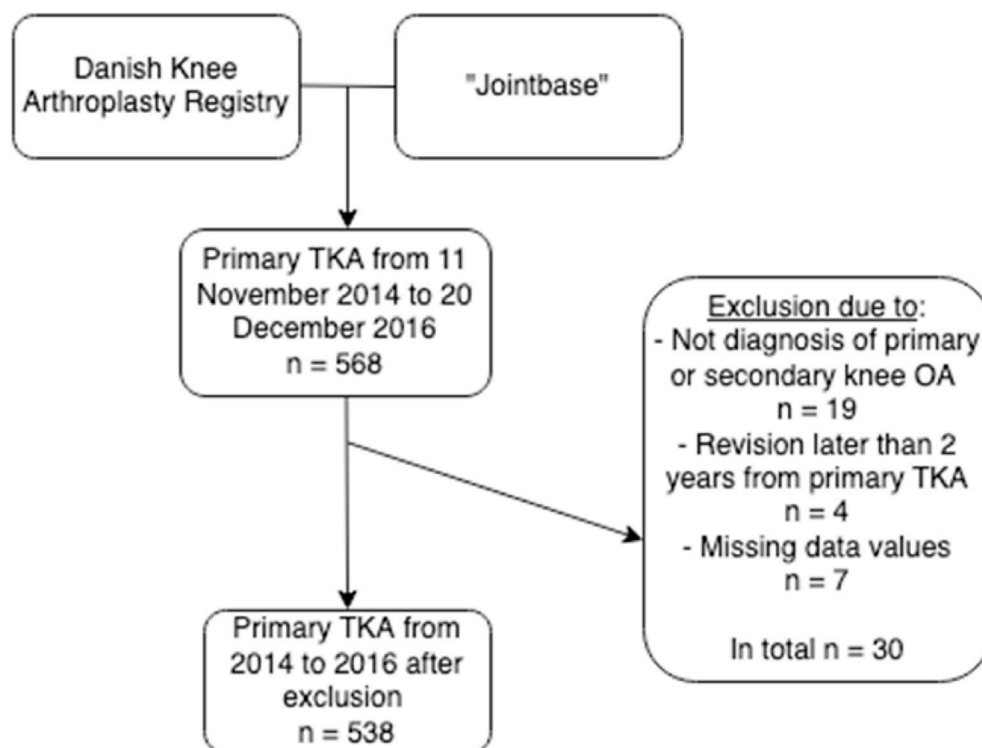 Danish Knee
Arthroplasty Registry
"Jointbase"
Primary TKA from 11
November 2014 to 20
December 2016
n = 568
Exclusion due to:
- Not diagnosis of primary
or secondary knee OA
n = 19
- Revision later than 2
years from primary TKA
n = 4
- Missing data values
n = 7
In total n = 30
Primary TKA from
2014 to 2016 after
exclusion
n = 538